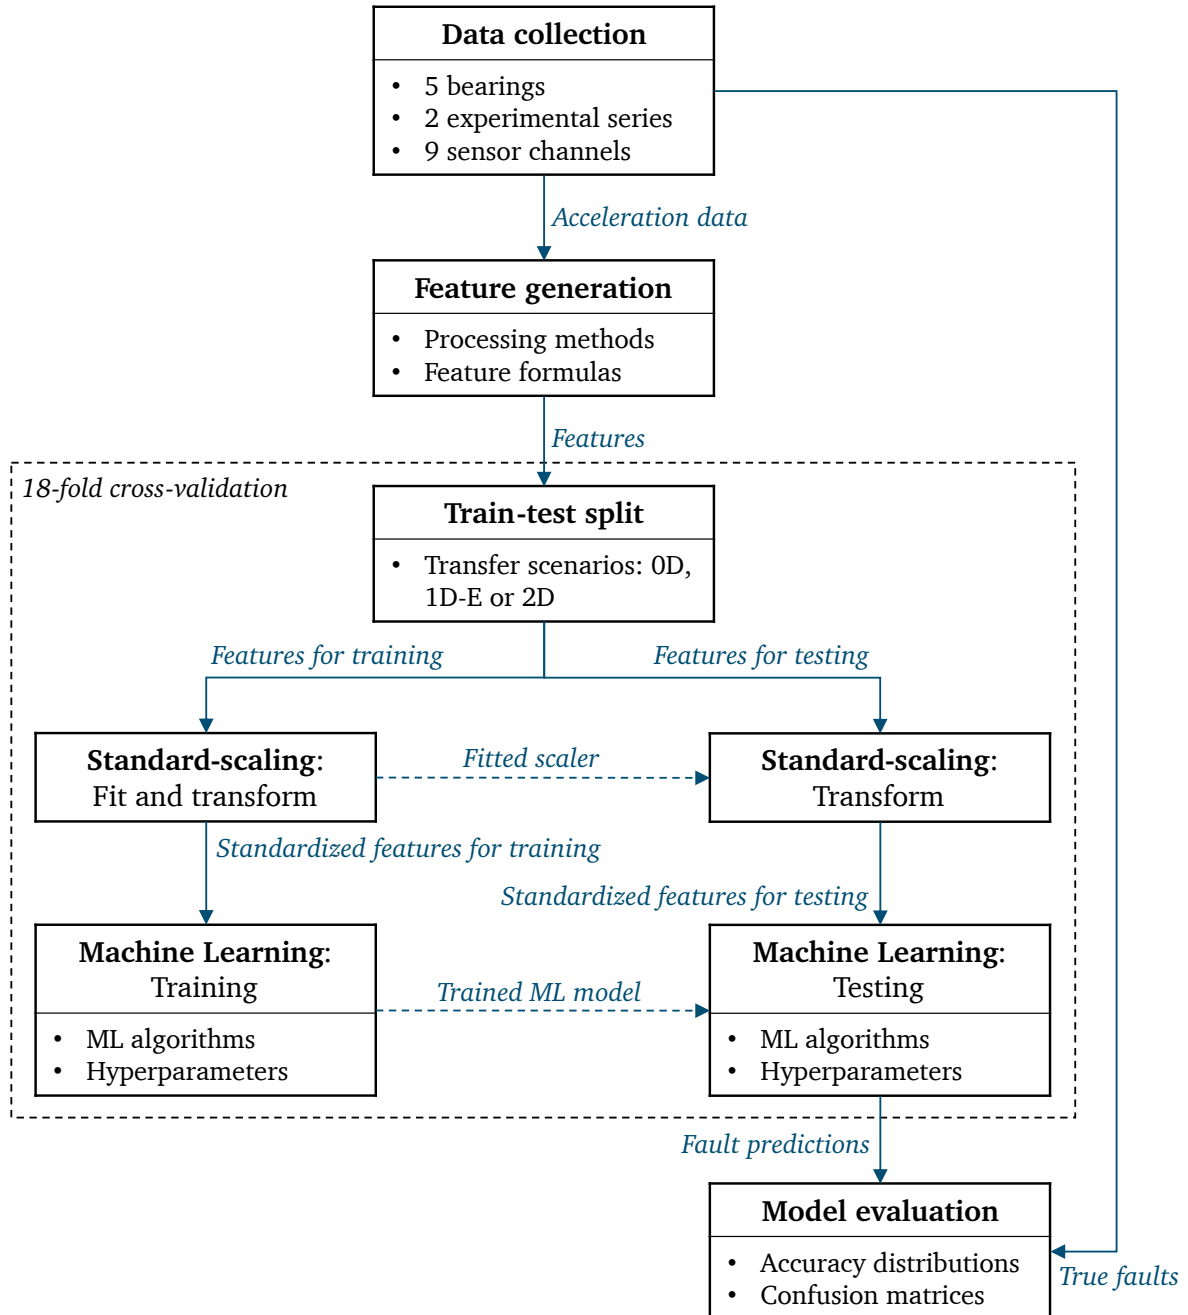 Data collection
• 5 bearings
• 2 experimental series
• 9 sensor channels
Acceleration data
Feature generation
• Processing methods
• Feature formulas
Features
18-fold cross-validation
Train-test split
• Transfer scenarios: 0D,
1D-E or 2D
Features for training
Features for testing
Standard-scaling:
Fit and transform
Fitted scaler
Standard-scaling:
Transform
Standardized features for training
Standardized features for testing
Machine Learning:
Training
• ML algorithms
• Hyperparameters
Trained ML model
Machine Learning:
Testing
• ML algorithms
• Hyperparameters
Fault predictions
Model evaluation
• Accuracy distributions
• Confusion matrices
True faults